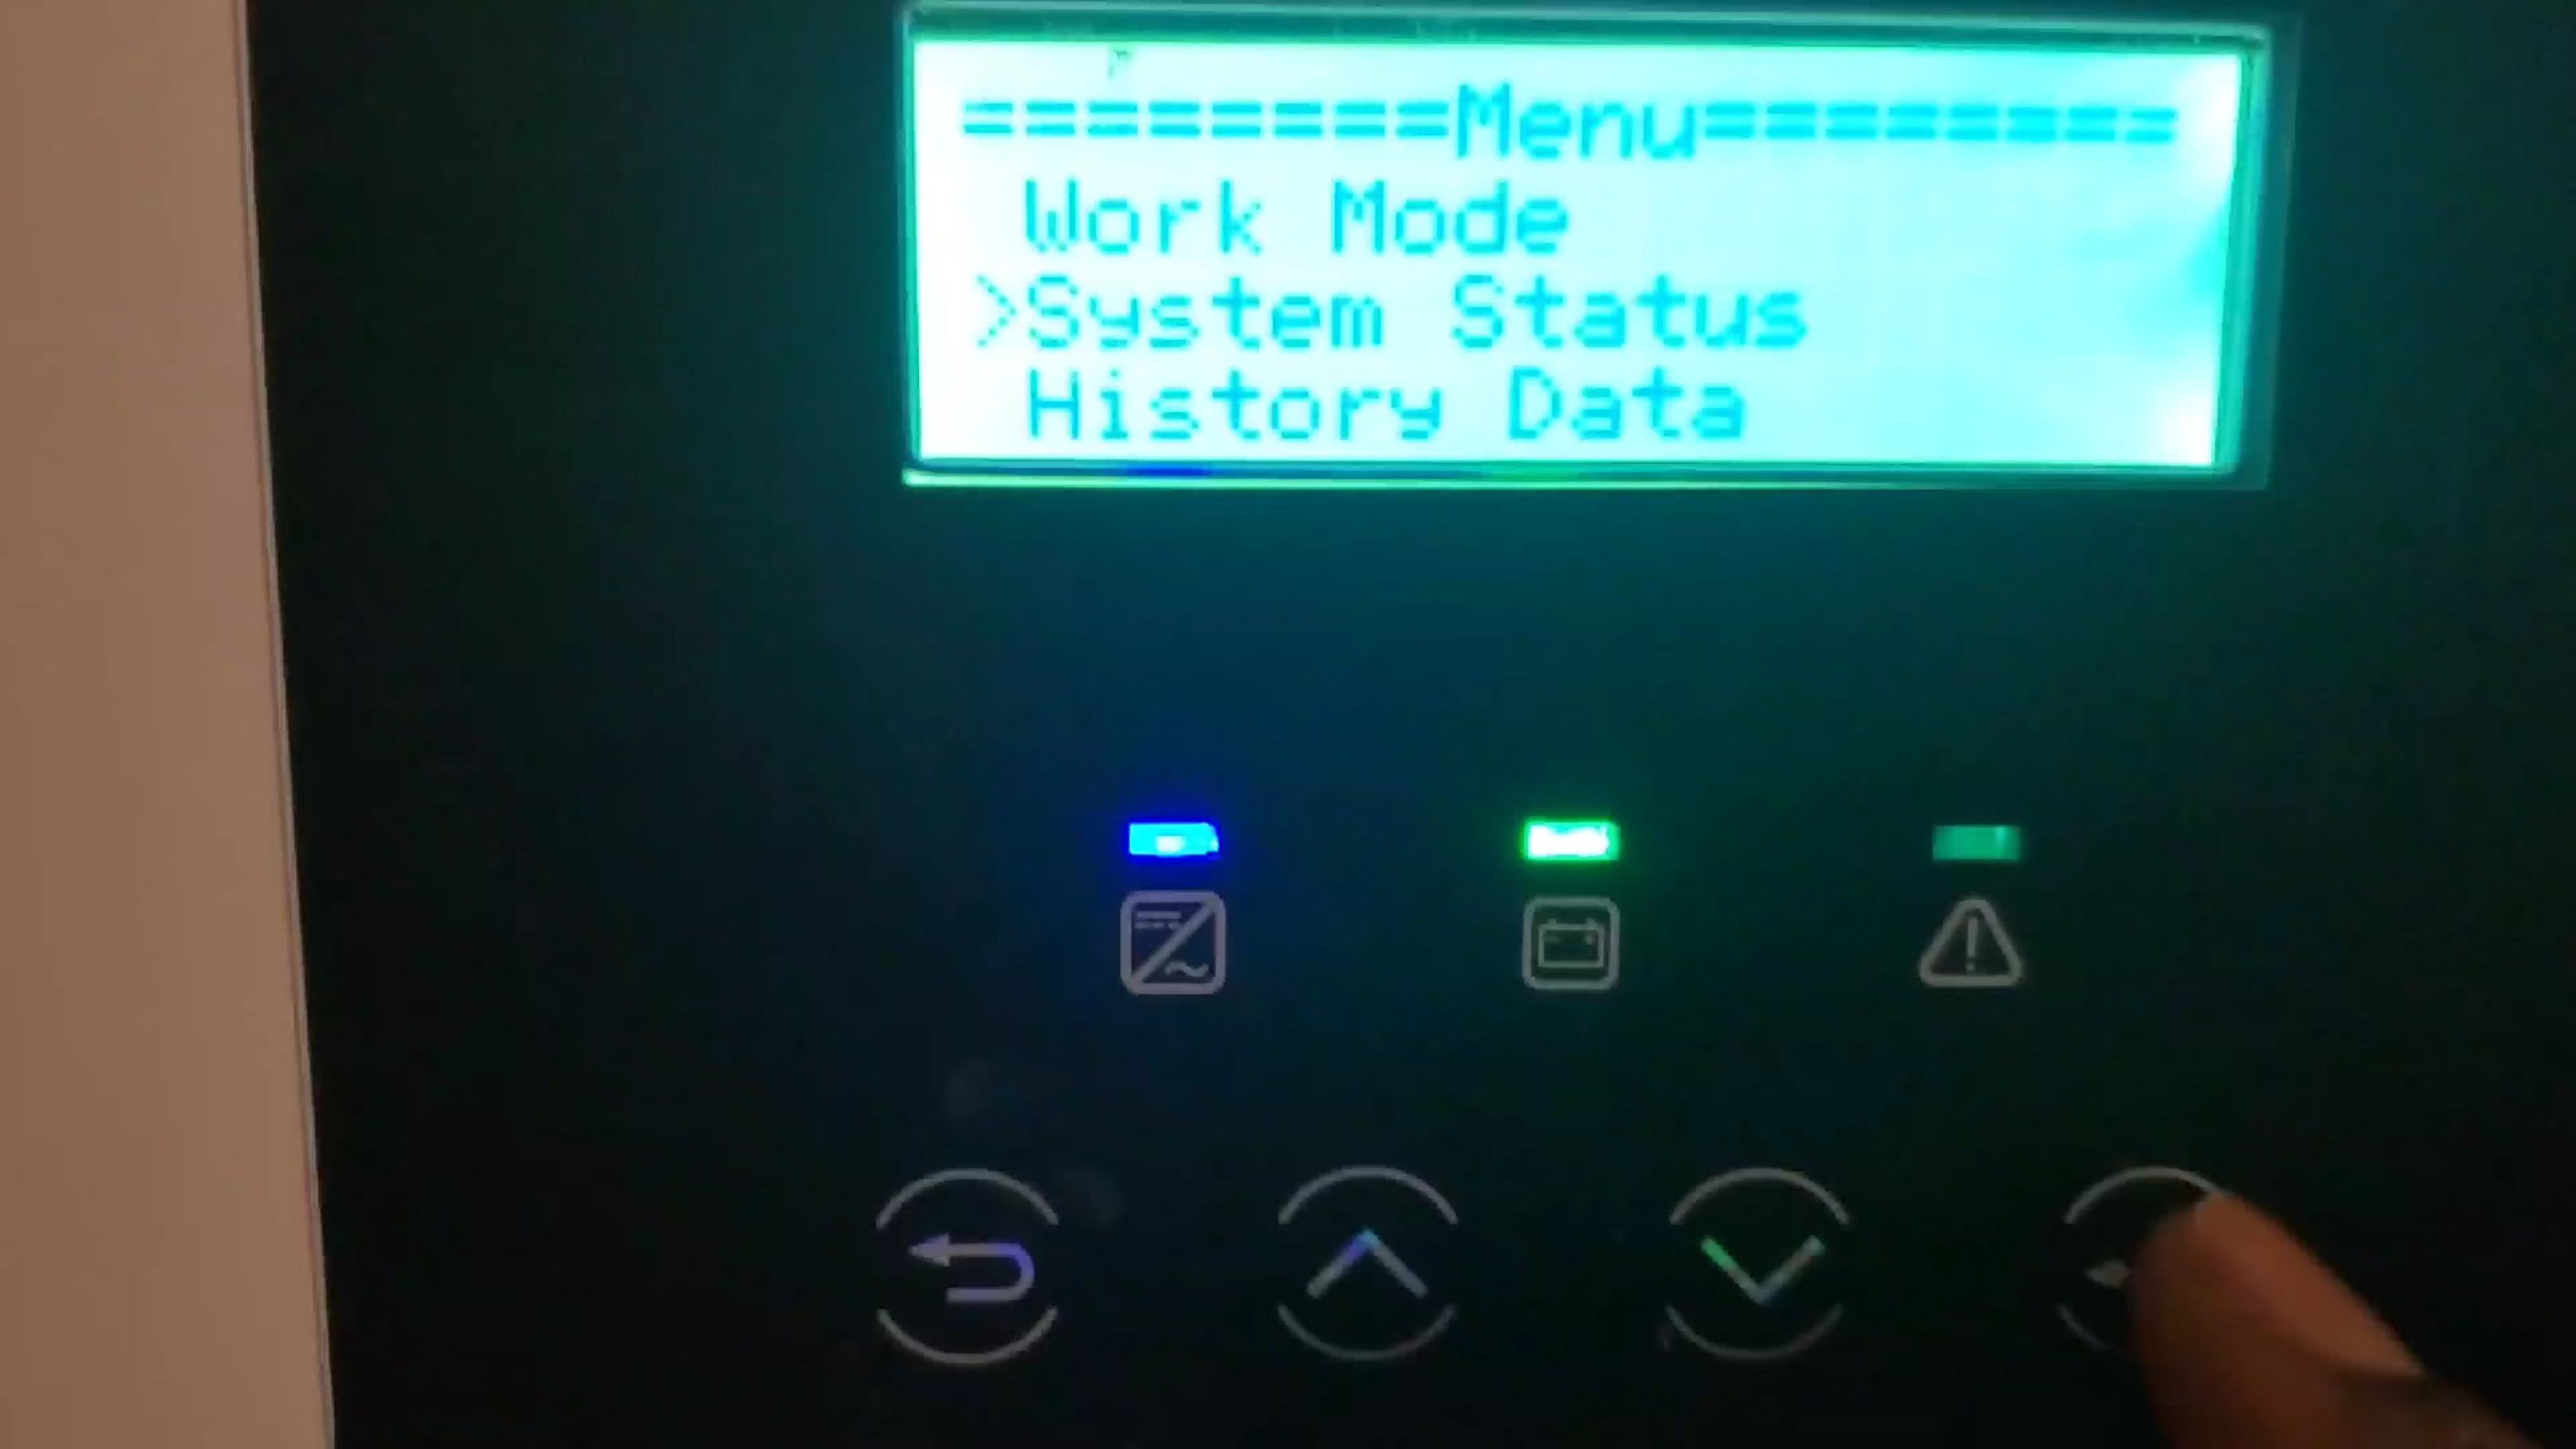 ========Menu========
Work Mode
>System Status
History Data